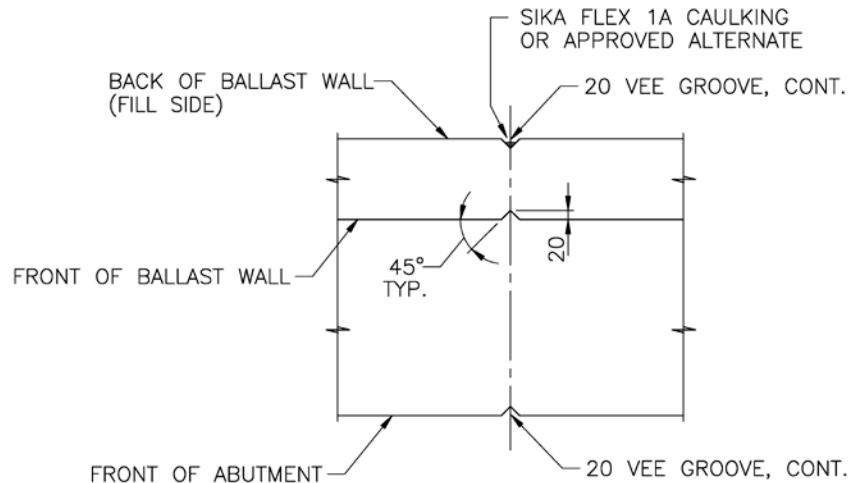 SIKA FLEX 1A CAULKING
OR APPROVED ALTERNATE
BACK OF BALLAST WALL
(FILL SIDE)
20 VEE GROOVE, CONT.
45°
TYP.
20
FRONT OF BALLAST WALL
FRONT OF ABUTMENT
20 VEE GROOVE, CONT.